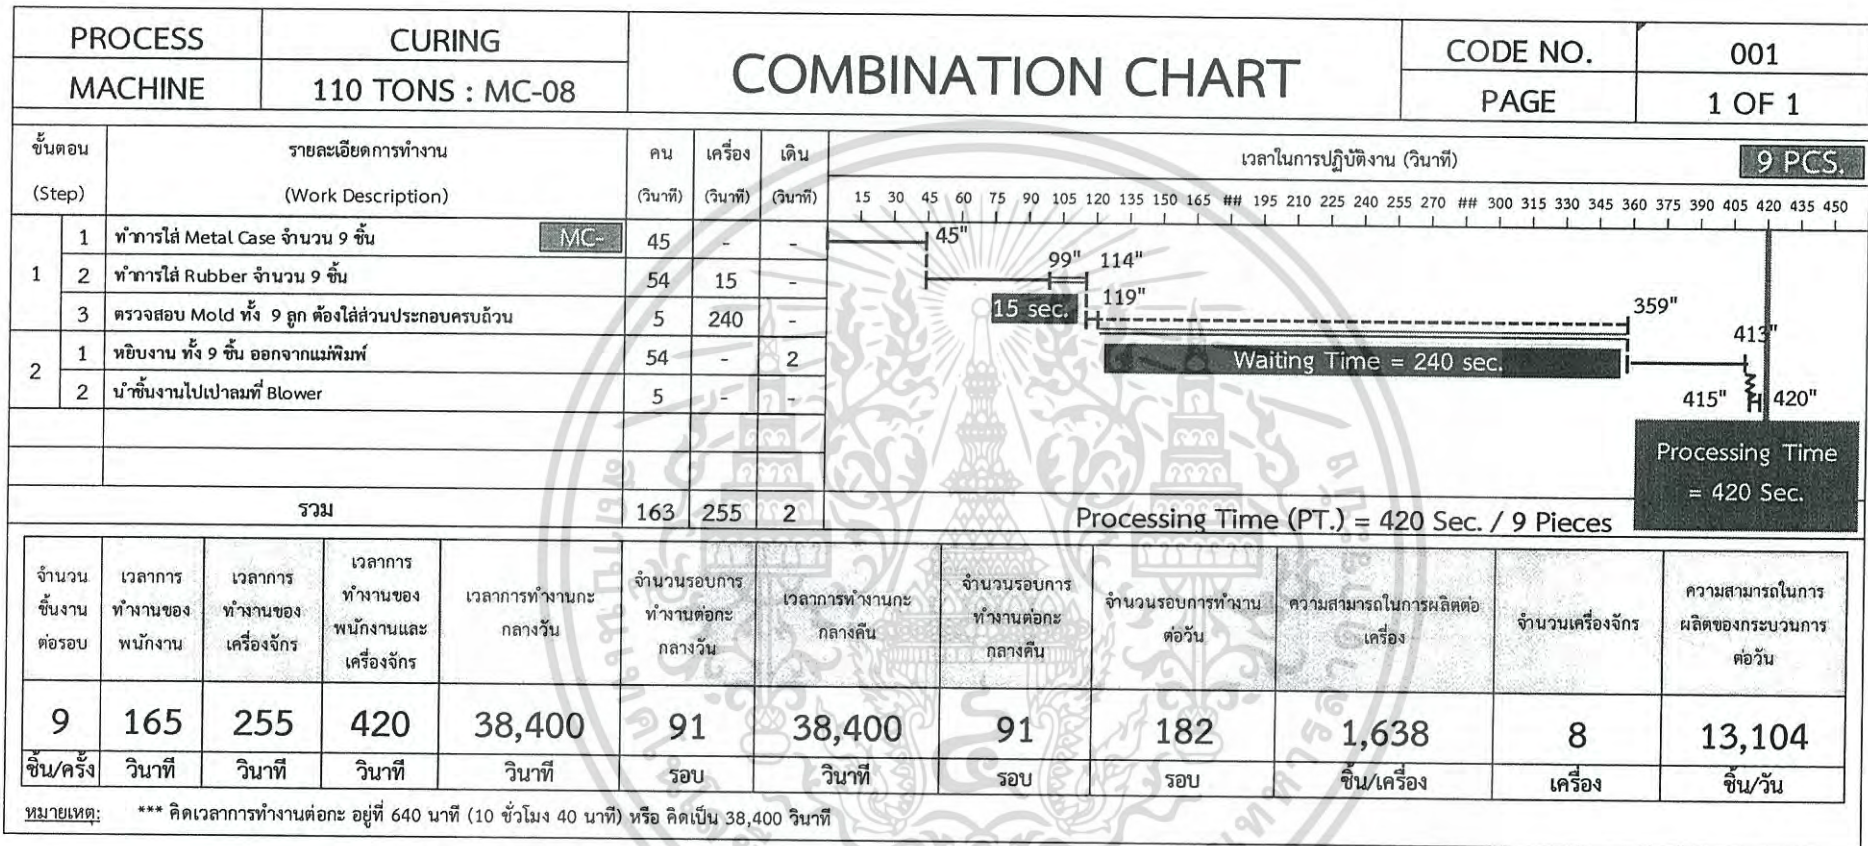 PROCESS CURING COMBINATION CHART CODE NO. 001
MACHINE 110 TONS : MC-08 PAGE 1 OF 1
ขั้นตอน รายละเอียดการทำงาน คน เครื่อง เดิน เวลาในการปฏิบัติงาน (วินาที) 9 PCS.
(Step) (Work Description) (วินาที) (วินาที) (วินาที) 15 30 45 60 75 90 105 120 135 150 165 ## 195 210 225 240 255 270 ## 300 315 330 345 360 375 390 405 420 435 450
1 1 ทำการใส่ Metal Case จำนวน 9 ชิ้น MC- 45 - - 45"
2 ทำการใส่ Rubber จำนวน 9 ชิ้น 54 15 - 99" 114"
3 ตรวจสอบ Mold ทั้ง 9 ลูก ต้องใส่ส่วนประกอบครบถ้วน 5 240 - 15 sec. 119" 359"
2 1 หยิบงาน ทั้ง 9 ชิ้น ออกจากแม่พิมพ์ 54 - 2 Waiting Time = 240 sec. 413"
2 นำชิ้นงานไปเป่าลมที่ Blower 5 - - 415" 420"
Processing Time
= 420 Sec.
รวม 163 255 2 Processing Time (PT.) = 420 Sec. / 9 Pieces
จำนวนชิ้นงานต่อรอบ เวลาการทำงานของพนักงาน เวลาการทำงานของเครื่องจักร เวลาการทำงานของพนักงานและเครื่องจักร เวลาการทำงานกะกลางวัน จำนวนรอบการทำงานต่อกะกลางวัน เวลาการทำงานกะกลางคืน จำนวนรอบการทำงานต่อกะกลางคืน จำนวนรอบการทำงานต่อวัน ความสามารถในการผลิตต่อเครื่อง จำนวนเครื่องจักร ความสามารถในการผลิตของกระบวนการต่อวัน
9 165 255 420 38,400 91 38,400 91 182 1,638 8 13,104
ชิ้น/ครั้ง วินาที วินาที วินาที วินาที รอบ วินาที รอบ รอบ ชิ้น/เครื่อง เครื่อง ชิ้น/วัน
หมายเหตุ: *** คิดเวลาการทำงานต่อกะ อยู่ที่ 640 นาที (10 ชั่วโมง 40 นาที) หรือ คิดเป็น 38,400 วินาที